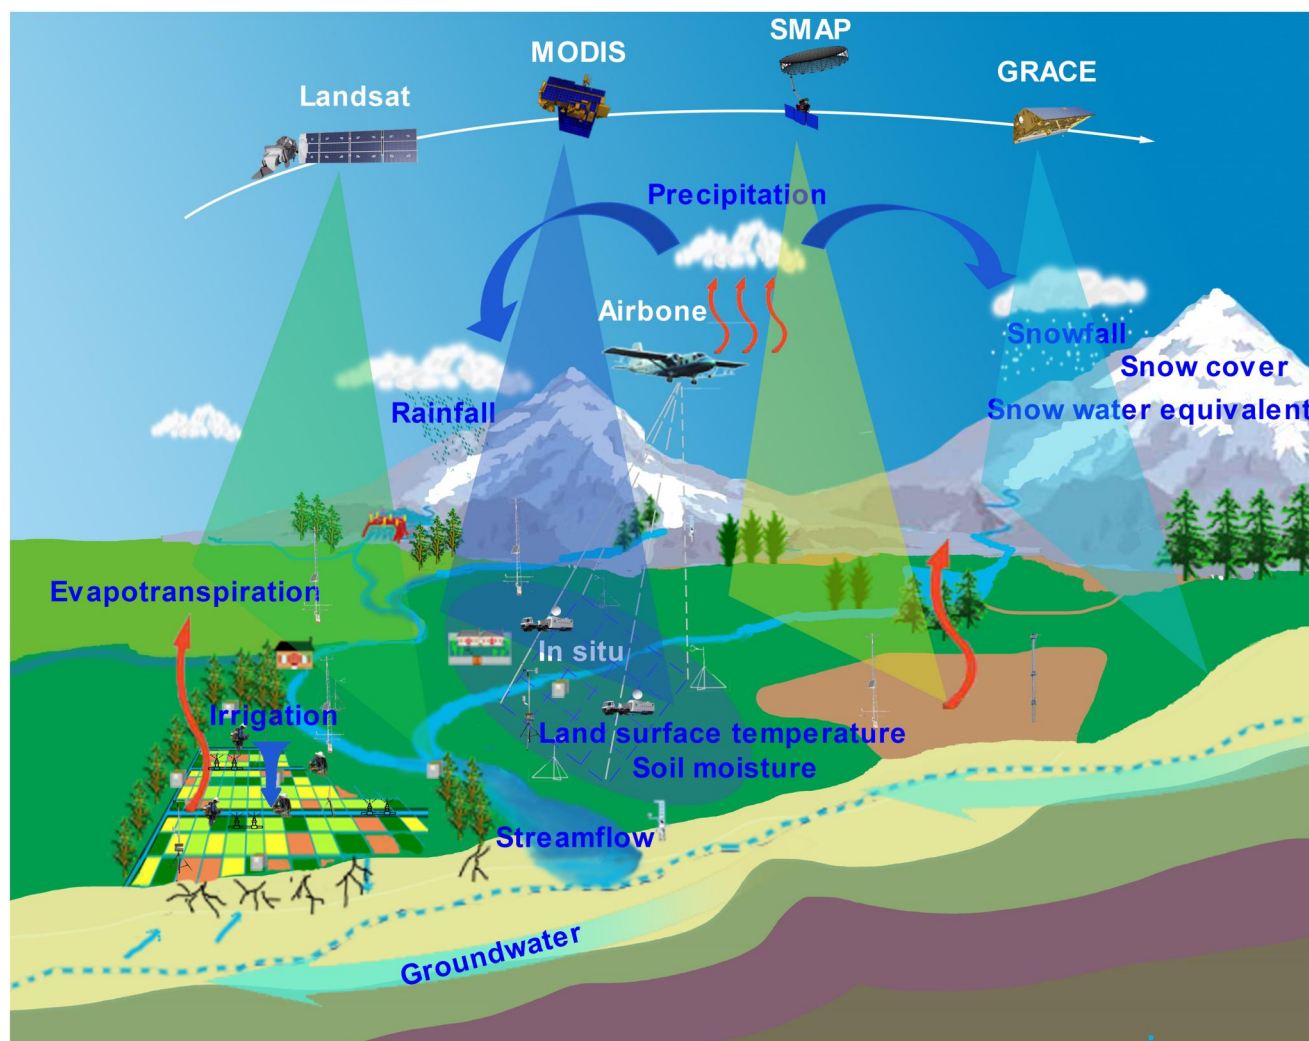 SMAP
MODIS
GRACE
Landsat
Precipitation
Airbone
Snowfall
Snow cover
Rainfall
Snow water equivalent
Evapotranspiration
In situ
Irrigation
Land surface temperature
Soil moisture
Streamflow
Groundwater